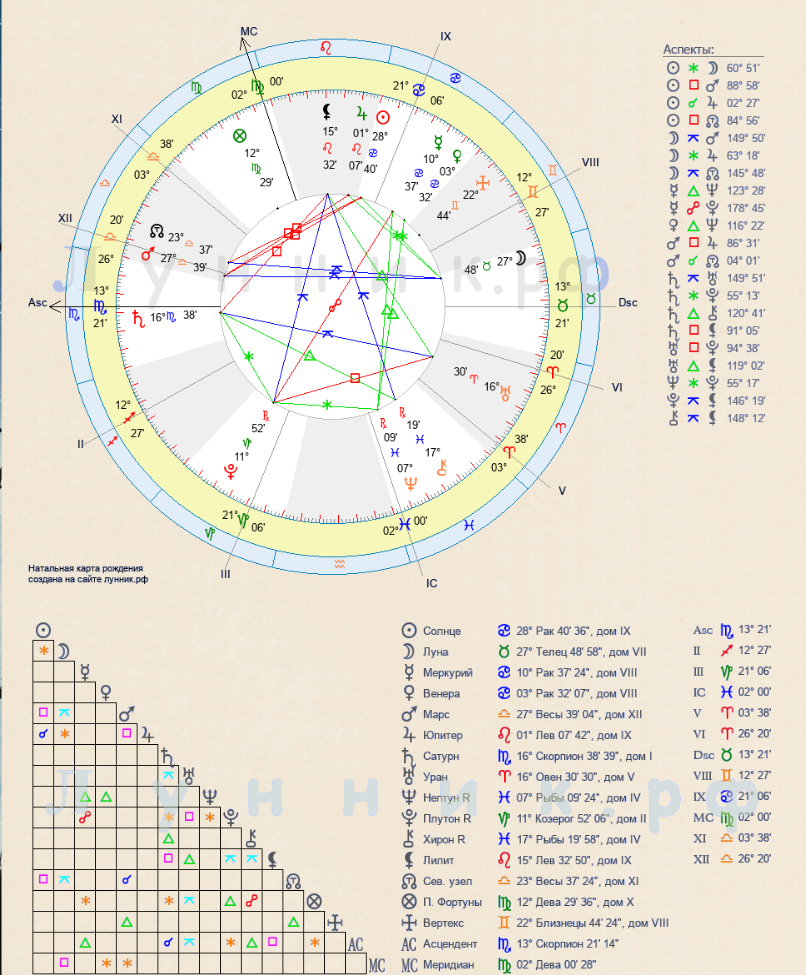 Аспекты:
☉ ✶ ☽ 60° 51'
☉ □ ♂ 88° 58'
☉ ☌ ♃ 02° 27'
☉ □ ☊ 84° 56'
☽ ⚻ ♂ 149° 50'
☽ ✶ ♃ 63° 18'
☽ ⚻ ☊ 145° 48'
☿ △ ♆ 123° 28'
☿ ☍ ♇ 178° 45'
♀ △ ♆ 116° 22'
♂ □ ♃ 86° 31'
♂ ☌ ☊ 04° 01'
♄ ⚻ ♅ 149° 51'
♄ ✶ ♇ 55° 13'
♄ △ ⚷ 120° 41'
♄ □ ⚸ 91° 05'
♅ □ ♇ 94° 38'
♅ △ ⚸ 119° 02'
♆ ✶ ♇ 55° 17'
♇ ⚻ ⚸ 146° 19'
⚷ ⚻ ⚸ 148° 12'
MC
IX
XI
VIII
XII
Asc
Dsc
VI
II
V
III
IC
02° ♍ 00'
21° ♋ 06'
38'
03°
12°
27'
20'
26°
13°
21'
13°
21'
12°
27'
20'
26°
38'
03°
21° ♑ 06'
02° ♓ 00'
12°
♍
29'
15°
♌
32'
01°
♌
07'
28°
♋
40'
10°
♋
37'
03°
♋
32'
22°
♊
44'
48' ♉ 27°
23° ♎ 37'
27° ♎ 39'
16° ♏ 38'
30' ♈ 16°
52'
♑
11°
09'
♓
07°
19'
♓
17°
Лунник.рф
Натальная карта рождения
создана на сайте лунник.рф
☉ Солнце ♋ 28° Рак 40' 36", дом IX
☽ Луна ♉ 27° Телец 48' 58", дом VII
☿ Меркурий ♋ 10° Рак 37' 24", дом VIII
♀ Венера ♋ 03° Рак 32' 07", дом VIII
♂ Марс ♎ 27° Весы 39' 04", дом XII
♃ Юпитер ♌ 01° Лев 07' 42", дом IX
♄ Сатурн ♏ 16° Скорпион 38' 39", дом I
♅ Уран ♈ 16° Овен 30' 30", дом V
♆ Нептун R ♓ 07° Рыбы 09' 24", дом IV
♇ Плутон R ♑ 11° Козерог 52' 06", дом II
⚷ Хирон R ♓ 17° Рыбы 19' 58", дом IV
⚸ Лилит ♌ 15° Лев 32' 50", дом IX
☊ Сев. узел ♎ 23° Весы 37' 24", дом XI
⊗ П. Фортуны ♍ 12° Дева 29' 36", дом X
Вертекс ♊ 22° Близнецы 44' 24", дом VIII
AC Асцендент ♏ 13° Скорпион 21' 14"
MC Меридиан ♍ 02° Дева 00' 28"
Asc ♏ 13° 21'
II ♐ 12° 27'
III ♑ 21° 06'
IC ♓ 02° 00'
V ♈ 03° 38'
VI ♈ 26° 20'
Dsc ♉ 13° 21'
VIII ♊ 12° 27'
IX ♋ 21° 06'
MC ♍ 02° 00'
XI ♎ 03° 38'
XII ♎ 26° 20'
AC
MC
Лунник.рф